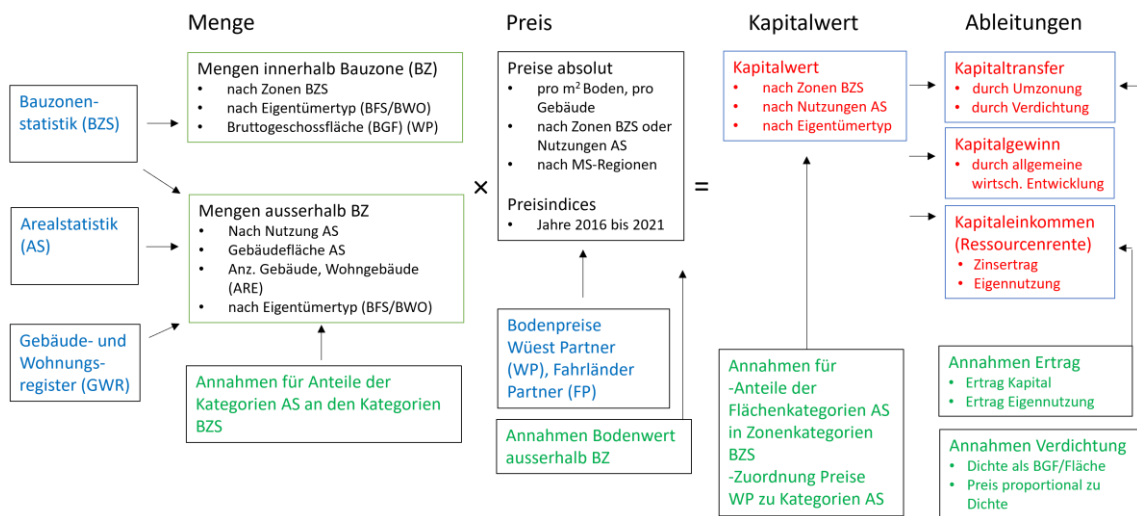 Menge
Preis
Kapitalwert
Ableitungen
Bauzonen-
statistik (BZS)
Arealstatistik
(AS)
Gebäude- und
Wohnungs-
register (GWR)
Mengen innerhalb Bauzone (BZ)
• nach Zonen BZS
• nach Eigentümertyp (BFS/BWO)
• Bruttogeschossfläche (BGF) (WP)
Mengen ausserhalb BZ
• Nach Nutzung AS
• Gebäudefläche AS
• Anz. Gebäude, Wohngebäude
(ARE)
• nach Eigentümertyp (BFS/BWO)
Annahmen für Anteile der
Kategorien AS an den Kategorien
BZS
×
Preise absolut
• pro m² Boden, pro
Gebäude
• nach Zonen BZS oder
Nutzungen AS
• nach MS-Regionen
Preisindices
• Jahre 2016 bis 2021
Bodenpreise
Wüest Partner
(WP), Fahrländer
Partner (FP)
Annahmen Bodenwert
ausserhalb BZ
=
Kapitalwert
• nach Zonen BZS
• nach Nutzungen AS
• nach Eigentümertyp
Annahmen für
-Anteile der
Flächenkategorien AS
in Zonenkategorien
BZS
-Zuordnung Preise
WP zu Kategorien AS
Kapitaltransfer
• durch Umzonung
• durch Verdichtung
Kapitalgewinn
• durch allgemeine
wirtsch. Entwicklung
Kapitaleinkommen
(Ressourcenrente)
• Zinsertrag
• Eigennutzung
Annahmen Ertrag
• Ertrag Kapital
• Ertrag Eigennutzung
Annahmen Verdichtung
• Dichte als BGF/Fläche
• Preis proportional zu
Dichte